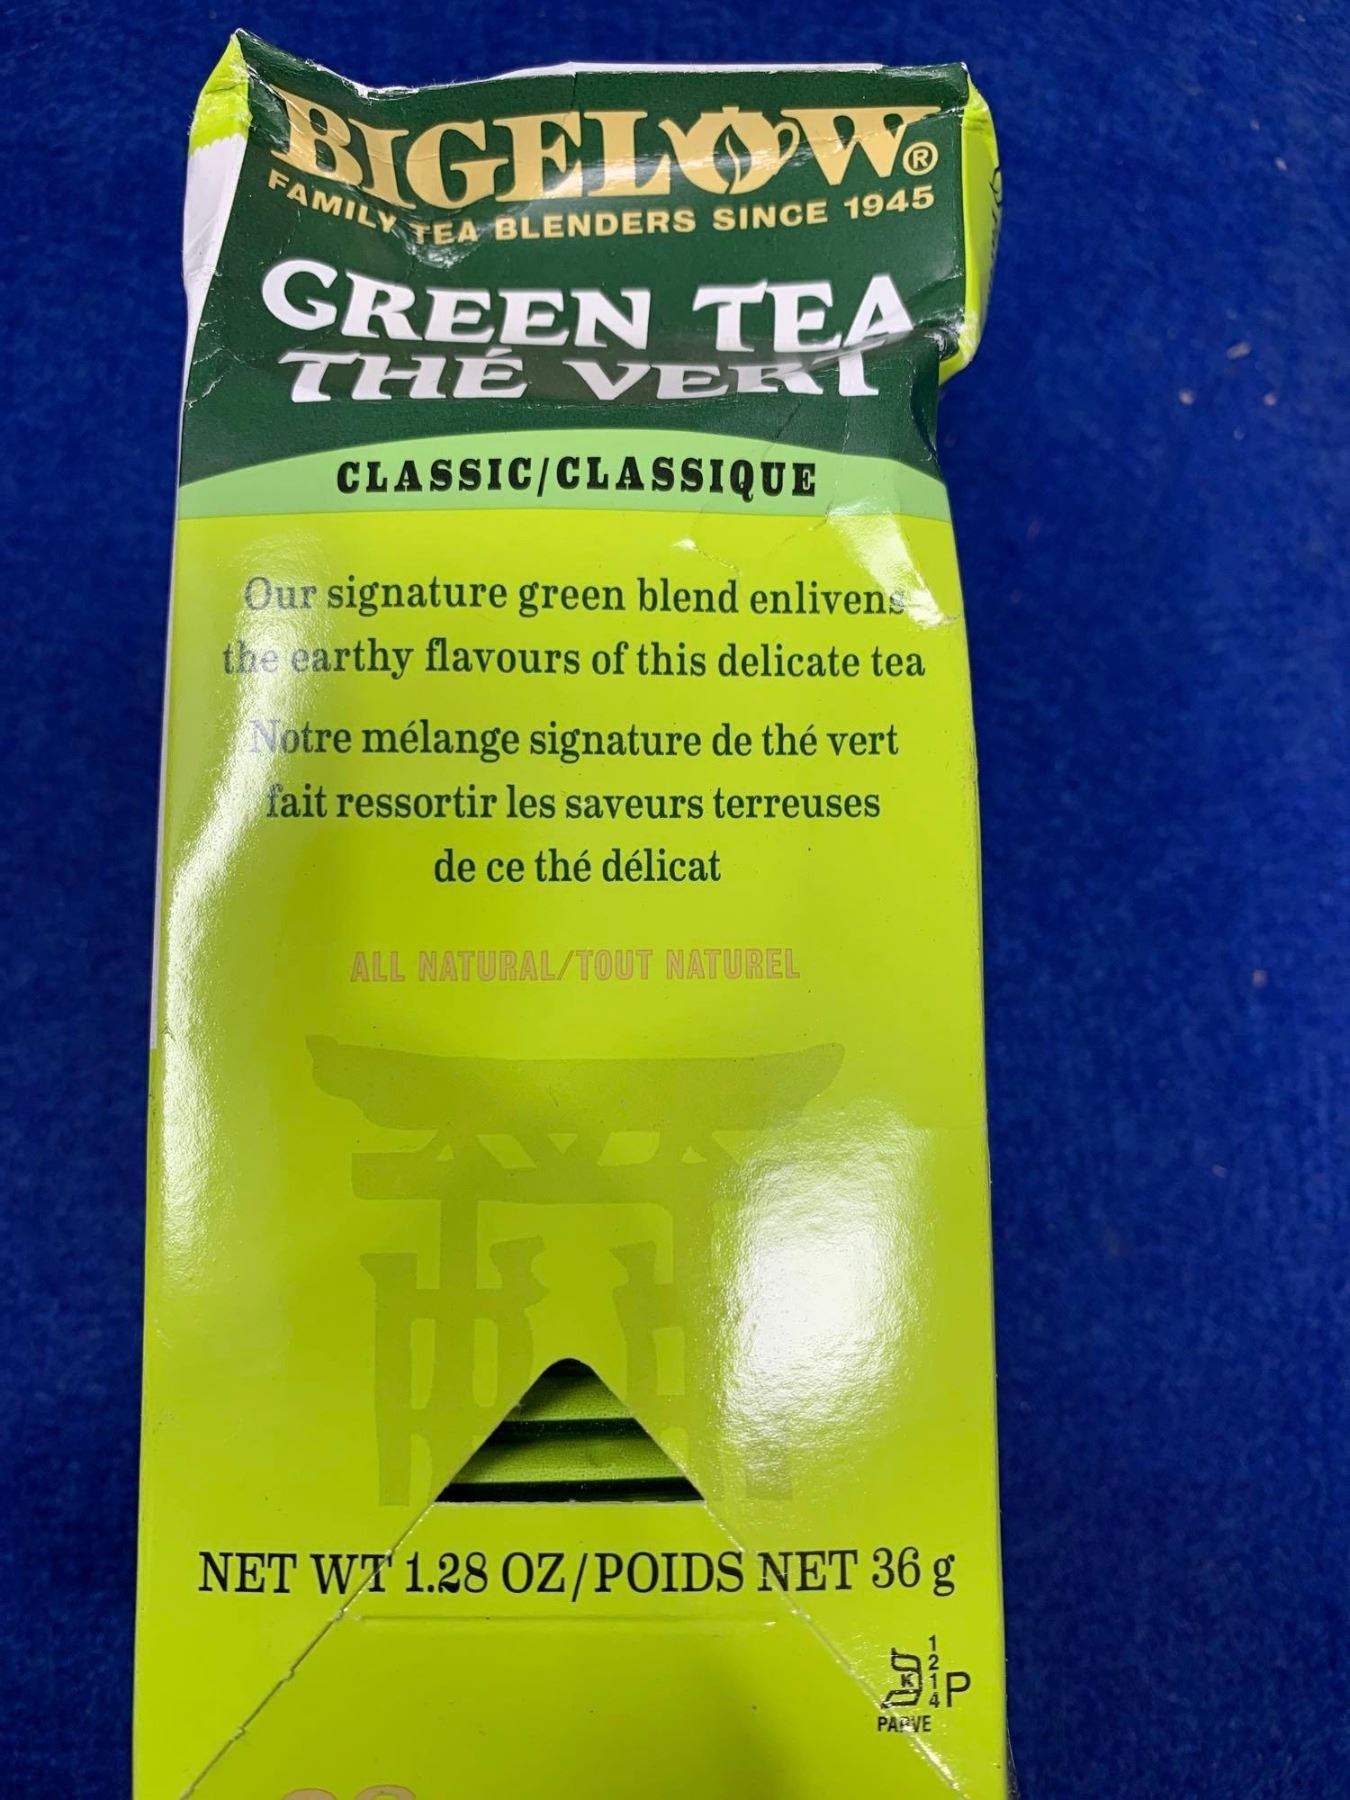 BIGELOW®
FAMILY TEA BLENDERS SINCE 1945
GREEN TEA
THÉ VERT
CLASSIC/CLASSIQUE
Our signature green blend enlivens
the earthy flavours of this delicate tea
Notre mélange signature de thé vert
fait ressortir les saveurs terreuses
de ce thé délicat
ALL NATURAL/TOUT NATUREL
NET WT 1.28 OZ/POIDS NET 36 g
K 1214 P
PARVE